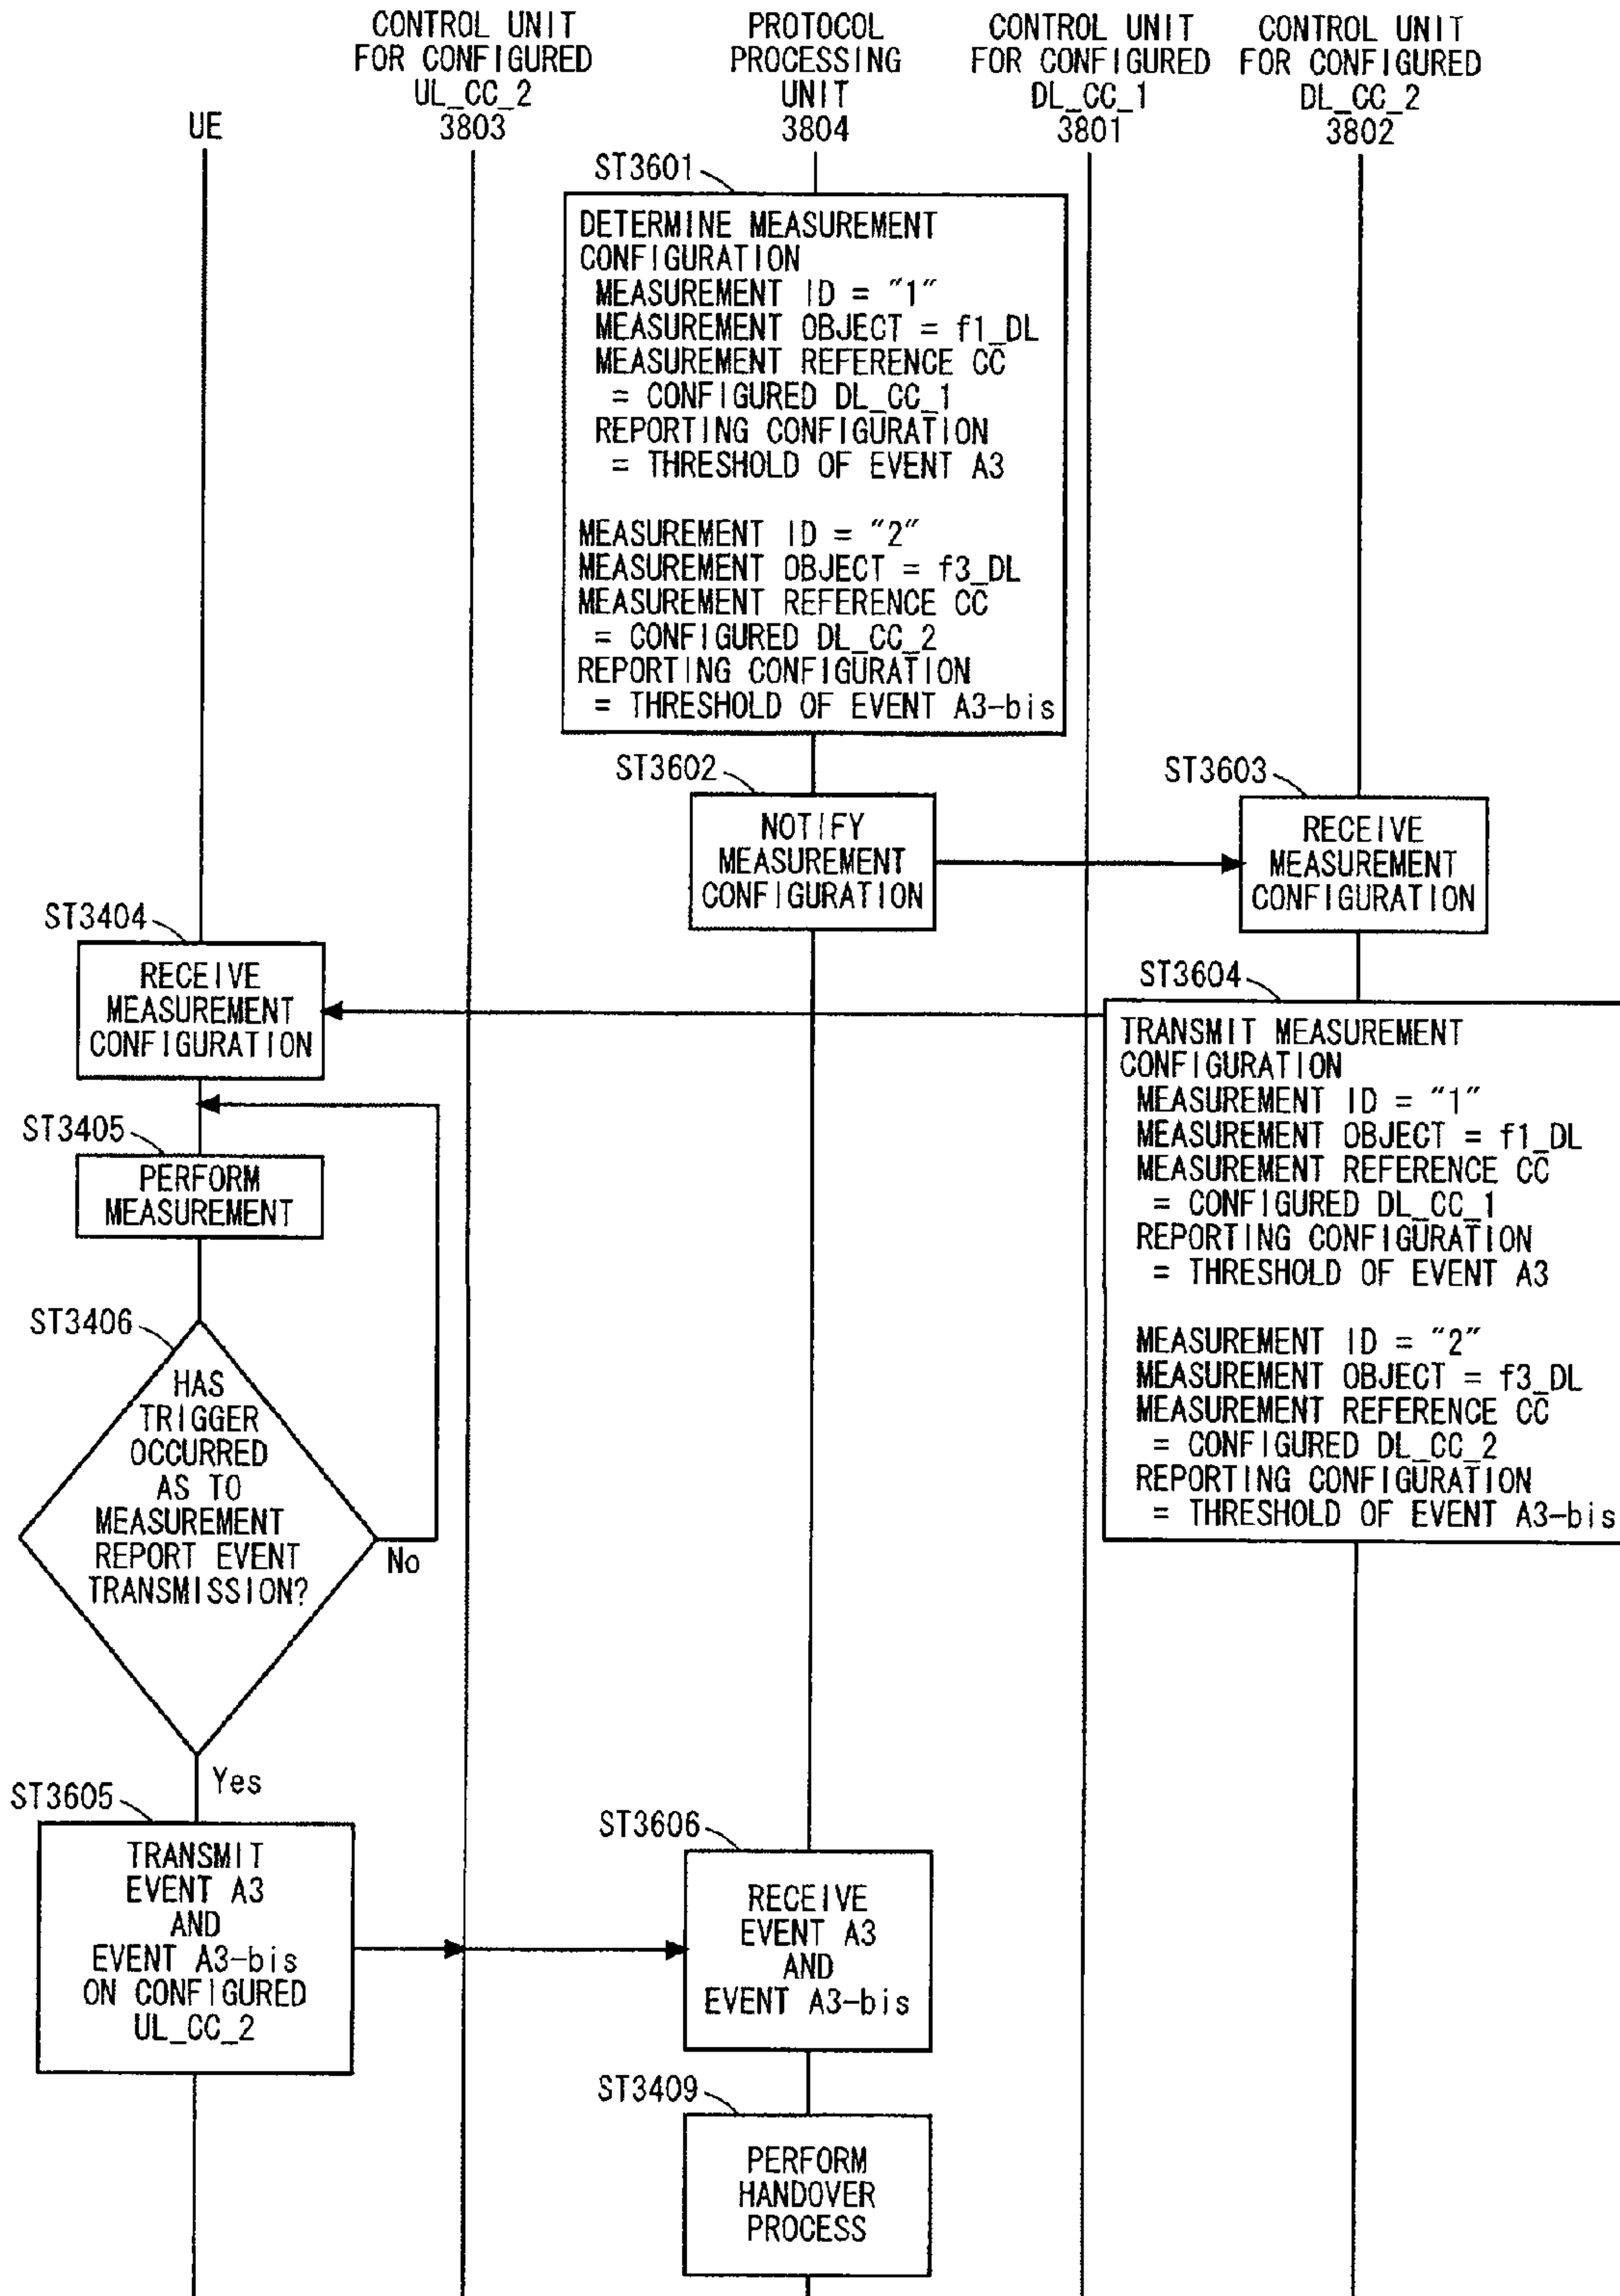 UE
CONTROL UNIT
FOR CONFIGURED
UL_CC_2
3803
PROTOCOL
PROCESSING
UNIT
3804
CONTROL UNIT
FOR CONFIGURED
DL_CC_1
3801
CONTROL UNIT
FOR CONFIGURED
DL_CC_2
3802
ST3601
DETERMINE MEASUREMENT
CONFIGURATION
MEASUREMENT ID = "1"
MEASUREMENT OBJECT = f1_DL
MEASUREMENT REFERENCE CC
= CONFIGURED DL_CC_1
REPORTING CONFIGURATION
= THRESHOLD OF EVENT A3
MEASUREMENT ID = "2"
MEASUREMENT OBJECT = f3_DL
MEASUREMENT REFERENCE CC
= CONFIGURED DL_CC_2
REPORTING CONFIGURATION
= THRESHOLD OF EVENT A3-bis
ST3602
NOTIFY
MEASUREMENT
CONFIGURATION
ST3603
RECEIVE
MEASUREMENT
CONFIGURATION
ST3404
RECEIVE
MEASUREMENT
CONFIGURATION
ST3604
TRANSMIT MEASUREMENT
CONFIGURATION
MEASUREMENT ID = "1"
MEASUREMENT OBJECT = f1_DL
MEASUREMENT REFERENCE CC
= CONFIGURED DL_CC_1
REPORTING CONFIGURATION
= THRESHOLD OF EVENT A3
MEASUREMENT ID = "2"
MEASUREMENT OBJECT = f3_DL
MEASUREMENT REFERENCE CC
= CONFIGURED DL_CC_2
REPORTING CONFIGURATION
= THRESHOLD OF EVENT A3-bis
ST3405
PERFORM
MEASUREMENT
ST3406
HAS
TRIGGER
OCCURRED
AS TO
MEASUREMENT
REPORT EVENT
TRANSMISSION?
No
Yes
ST3605
TRANSMIT
EVENT A3
AND
EVENT A3-bis
ON CONFIGURED
UL_CC_2
ST3606
RECEIVE
EVENT A3
AND
EVENT A3-bis
ST3409
PERFORM
HANDOVER
PROCESS